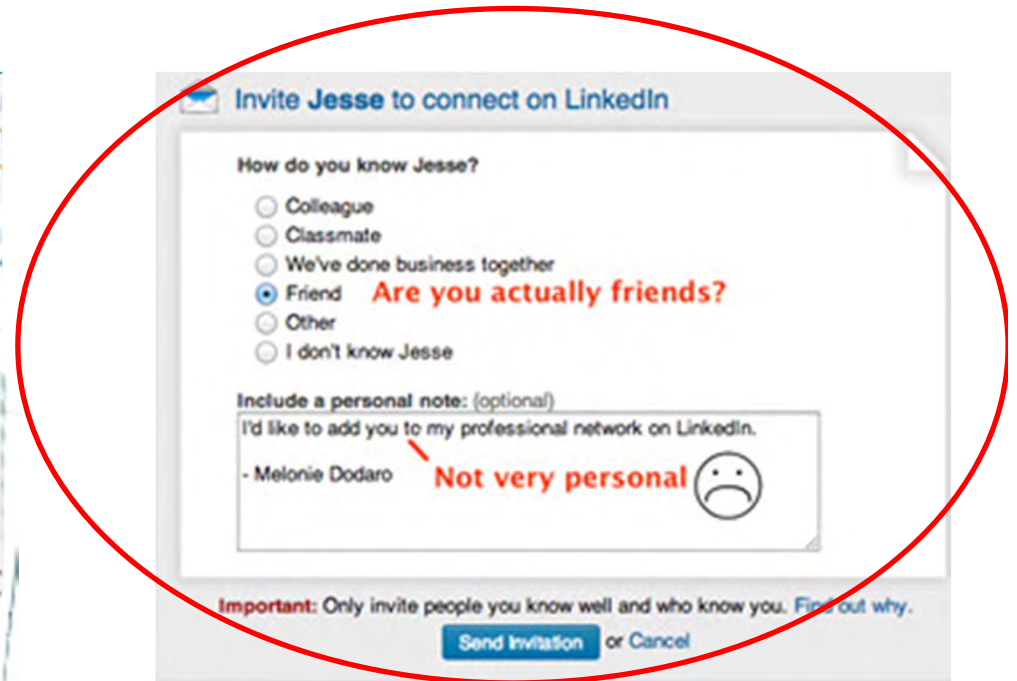 Invite Jesse to connect on LinkedIn
How do you know Jesse?
Colleague
Classmate
We've done business together
Friend Are you actually friends?
Other
I don't know Jesse
Include a personal note: (optional)
I'd like to add you to my professional network on LinkedIn.
- Melonie Dodaro Not very personal
Important: Only invite people you know well and who know you. Find out why.
Send Invitation or Cancel